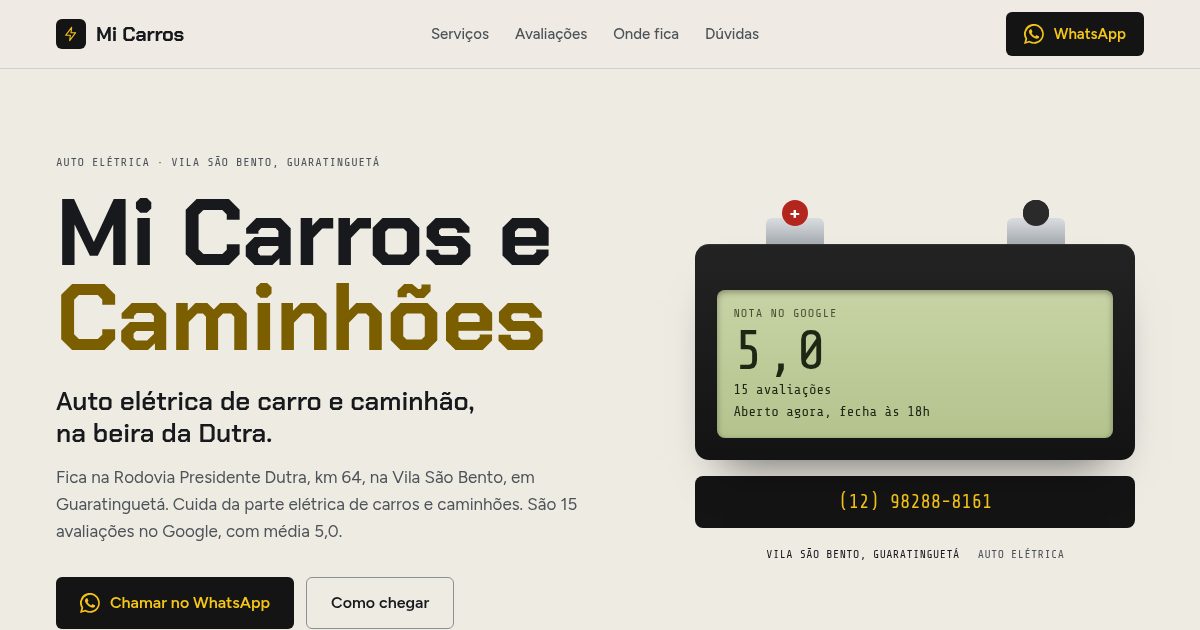 Mi Carros
Serviços
Avaliações
Onde fica
Dúvidas
WhatsApp
AUTO ELÉTRICA · VILA SÃO BENTO, GUARATINGUETÁ
Mi Carros e
Caminhões
Auto elétrica de carro e caminhão,
na beira da Dutra.
Fica na Rodovia Presidente Dutra, km 64, na Vila São Bento, em
Guaratinguetá. Cuida da parte elétrica de carros e caminhões. São 15
avaliações no Google, com média 5,0.
Chamar no WhatsApp
Como chegar
+
NOTA NO GOOGLE
5,0
15 avaliações
Aberto agora, fecha às 18h
(12) 98288-8161
VILA SÃO BENTO, GUARATINGUETÁ AUTO ELÉTRICA